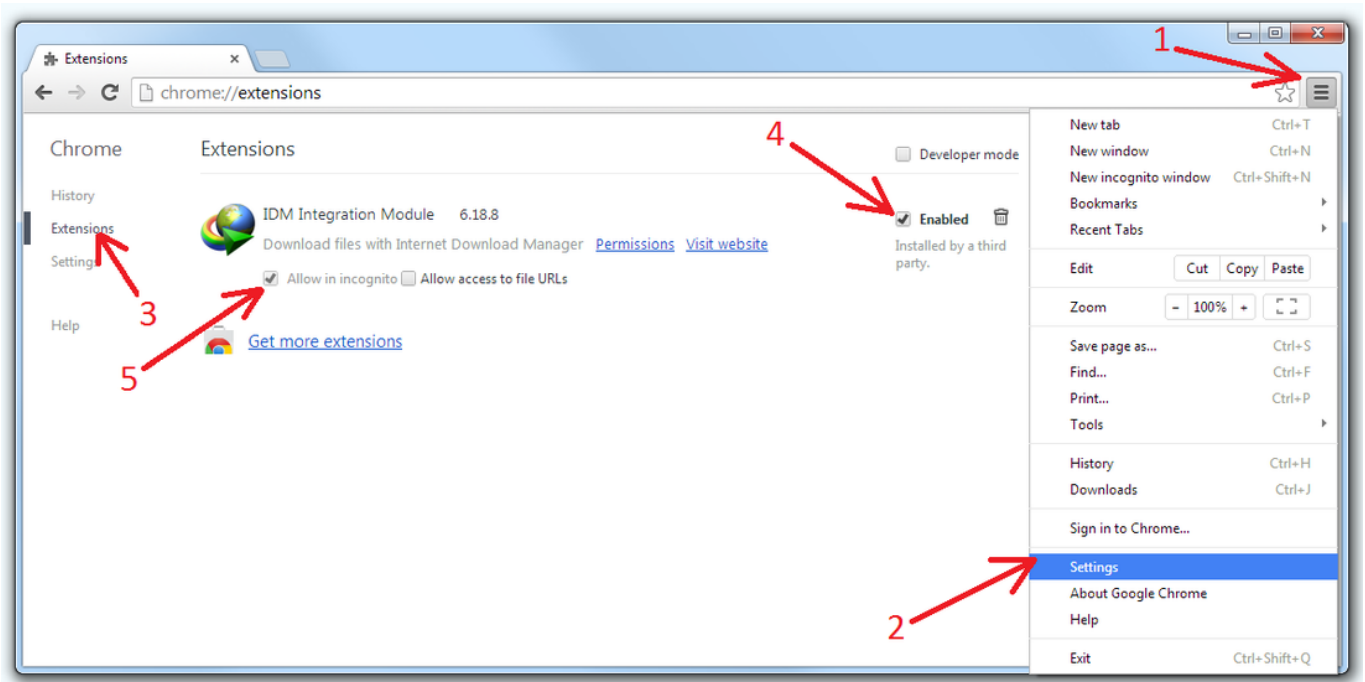 1
Extensions ×
chrome://extensions
Chrome
Extensions
4
Developer mode
History
Extensions
Settings
Help
3
IDM Integration Module 6.18.8
Download files with Internet Download Manager Permissions Visit website
Allow in incognito Allow access to file URLs
Enabled
Installed by a third
party.
5
Get more extensions
New tab Ctrl+T
New window Ctrl+N
New incognito window Ctrl+Shift+N
Bookmarks
Recent Tabs
Edit Cut Copy Paste
Zoom - 100% +
Save page as... Ctrl+S
Find... Ctrl+F
Print... Ctrl+P
Tools
History Ctrl+H
Downloads Ctrl+J
Sign in to Chrome...
Settings
2
About Google Chrome
Help
Exit Ctrl+Shift+Q